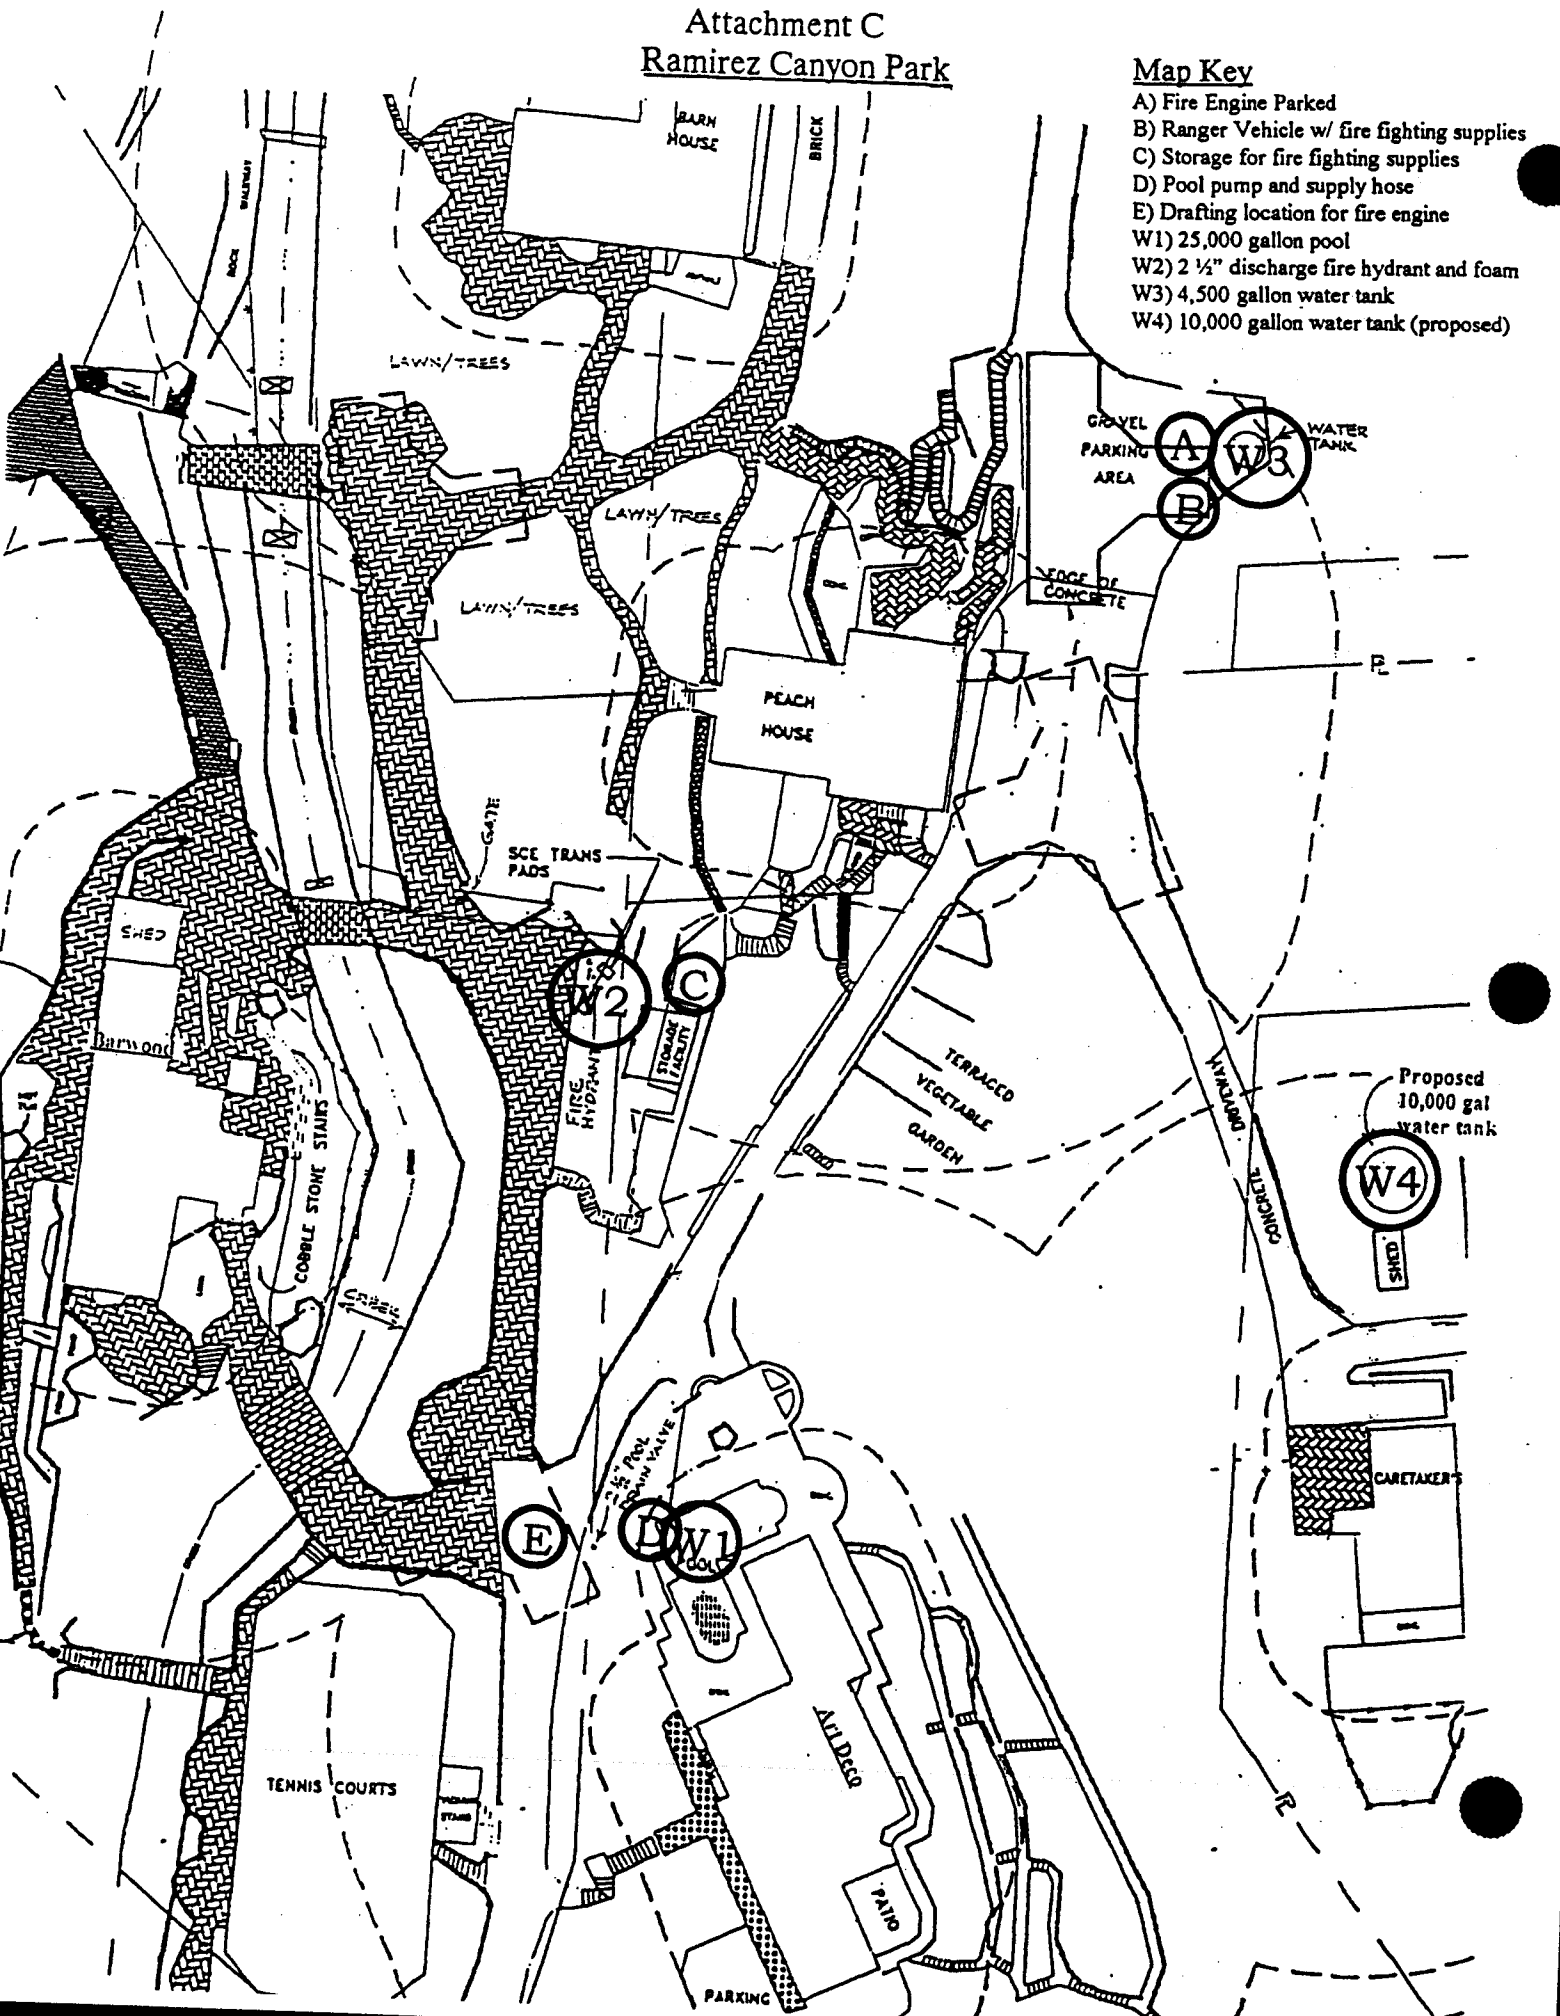 Attachment C
Ramirez Canyon Park
Map Key
A) Fire Engine Parked
B) Ranger Vehicle w/ fire fighting supplies
C) Storage for fire fighting supplies
D) Pool pump and supply hose
E) Drafting location for fire engine
W1) 25,000 gallon pool
W2) 2 ½" discharge fire hydrant and foam
W3) 4,500 gallon water tank
W4) 10,000 gallon water tank (proposed)
BARN
HOUSE
BRICK
WALKWAY
ROCK
LAWN/TREES
GRAVEL
PARKING
AREA
A
W3
WATER
TANK
B
LAWN/TREES
EDGE OF
CONCRETE
LAWN/TREES
PEACH
HOUSE
GATE
SCE TRANS
PADS
SHED
W2
C
STORAGE
FACILITY
FIRE
HYDRANT
Barwood
TERRACED
VEGETABLE
GARDEN
DRIVEWAY
CONCRETE
Proposed
10,000 gal
water tank
W4
SHED
COBBLE STONE STAIRS
CREEK
2½" POOL
DRAIN VALVE
CARETAKER'S
E
D
W1
POOL
Art Deco
TENNIS COURTS
PATIO
PARKING